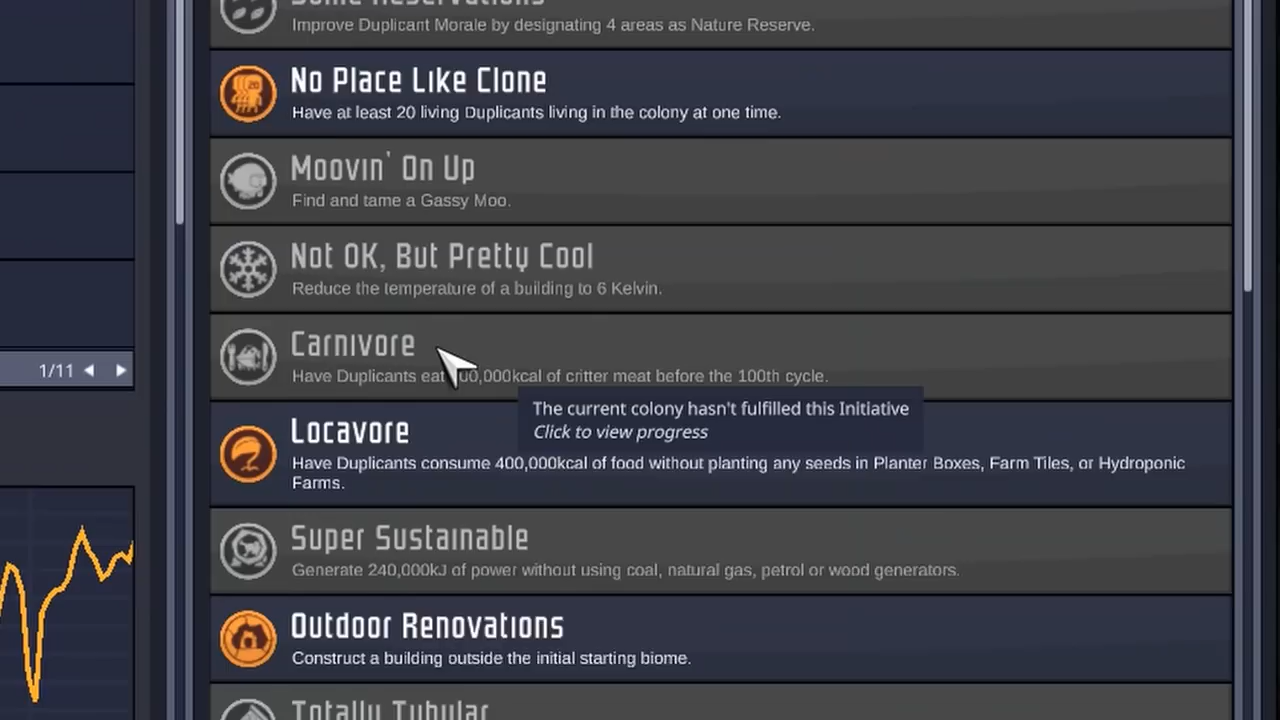 Some Reservations
Improve Duplicant Morale by designating 4 areas as Nature Reserve.
No Place Like Clone
Have at least 20 living Duplicants living in the colony at one time.
Moovin' On Up
Find and tame a Gassy Moo.
Not OK, But Pretty Cool
Reduce the temperature of a building to 6 Kelvin.
Carnivore
Have Duplicants eat 00,000kcal of critter meat before the 100th cycle.
1/11
The current colony hasn't fulfilled this Initiative
Click to view progress
Locavore
Have Duplicants consume 400,000kcal of food without planting any seeds in Planter Boxes, Farm Tiles, or Hydroponic
Farms.
Super Sustainable
Generate 240,000kJ of power without using coal, natural gas, petrol or wood generators.
Outdoor Renovations
Construct a building outside the initial starting biome.
Totally Tubular